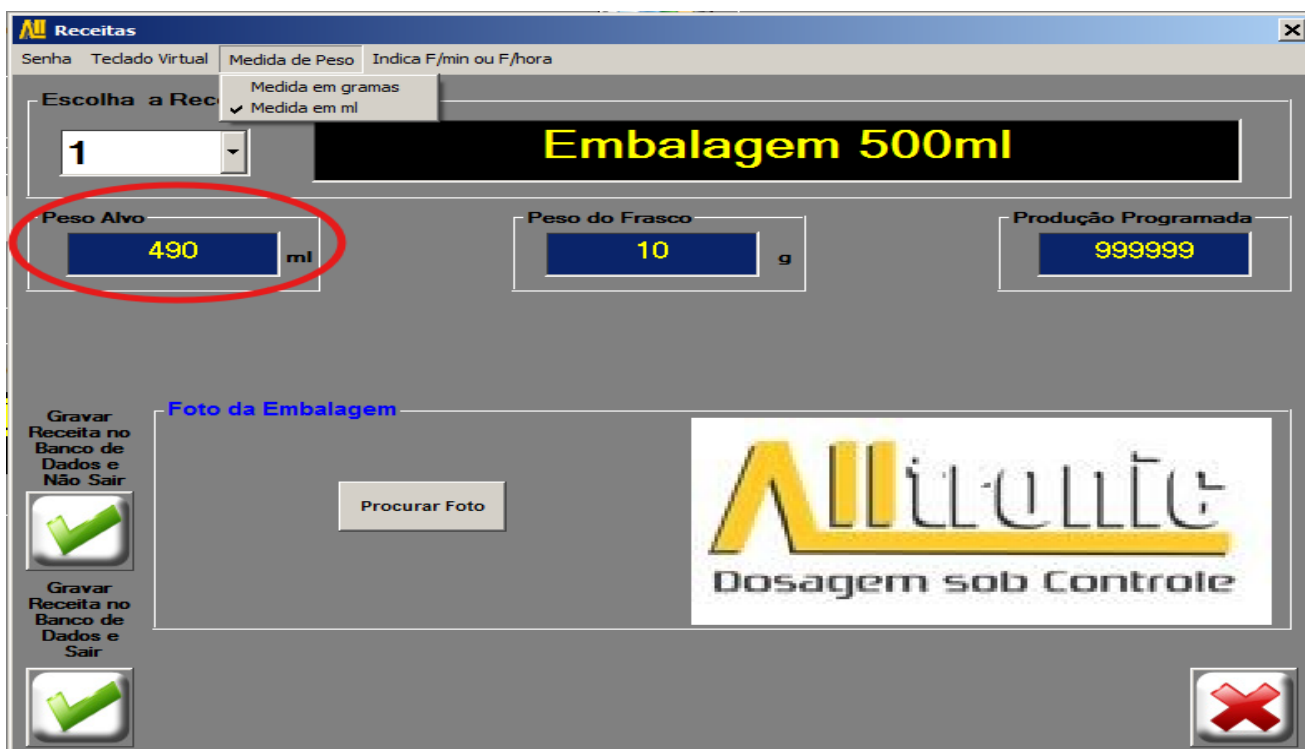 Receitas
Senha Teclado Virtual Medida de Peso Indica F/min ou F/hora
Medida em gramas
Medida em ml
Escolha a Rec
1
Embalagem 500ml
Peso Alvo
490 ml
Peso do Frasco
10 g
Produção Programada
999999
Gravar
Receita no
Banco de
Dados e
Não Sair
Foto da Embalagem
Procurar Foto
Alltronic
Dosagem sob Controle
Gravar
Receita no
Banco de
Dados e
Sair